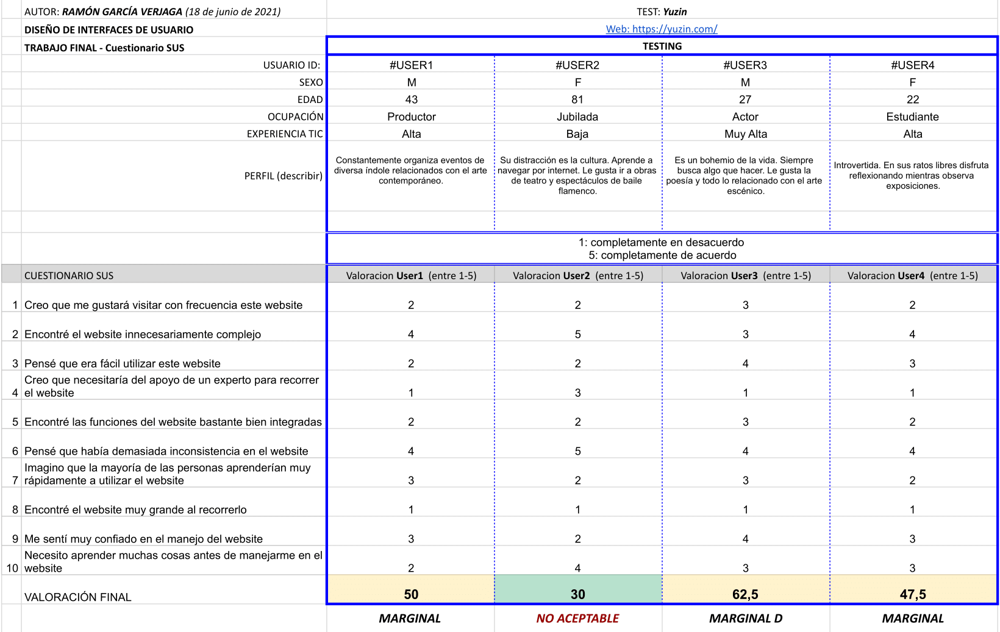 AUTOR: RAMÓN GARCÍA VERJAGA (18 de junio de 2021) TEST: Yuzin
DISEÑO DE INTERFACES DE USUARIO Web: https://yuzin.com/
TRABAJO FINAL - Cuestionario SUS TESTING
USUARIO ID: #USER1 #USER2 #USER3 #USER4
SEXO M F M F
EDAD 43 81 27 22
OCUPACIÓN Productor Jubilada Actor Estudiante
EXPERIENCIA TIC Alta Baja Muy Alta Alta
PERFIL (describir)
Constantemente organiza eventos de
diversa índole relacionados con el arte
contemporáneo.
Su distracción es la cultura. Aprende a
navegar por internet. Le gusta ir a obras
de teatro y espectáculos de baile
flamenco.
Es un bohemio de la vida. Siempre
busca algo que hacer. Le gusta la
poesía y todo lo relacionado con el arte
escénico.
Introvertida. En sus ratos libres disfruta
reflexionando mientras observa
exposiciones.
1: completamente en desacuerdo
5: completamente de acuerdo
CUESTIONARIO SUS Valoracion User1 (entre 1-5) Valoracion User2 (entre 1-5) Valoracion User3 (entre 1-5) Valoracion User4 (entre 1-5)
1 Creo que me gustará visitar con frecuencia este website 2 2 3 2
2 Encontré el website innecesariamente complejo 4 5 3 4
3 Pensé que era fácil utilizar este website 2 2 4 3
Creo que necesitaría del apoyo de un experto para recorrer
4 el website 1 3 1 1
5 Encontré las funciones del website bastante bien integradas 2 2 3 2
6 Pensé que había demasiada inconsistencia en el website 4 5 4 4
Imagino que la mayoría de las personas aprenderían muy
7 rápidamente a utilizar el website 3 2 3 2
8 Encontré el website muy grande al recorrerlo 1 1 1 1
9 Me sentí muy confiado en el manejo del website 3 2 4 3
Necesito aprender muchas cosas antes de manejarme en el
10 website 2 4 3 3
VALORACIÓN FINAL 50 30 62,5 47,5
MARGINAL NO ACEPTABLE MARGINAL D MARGINAL